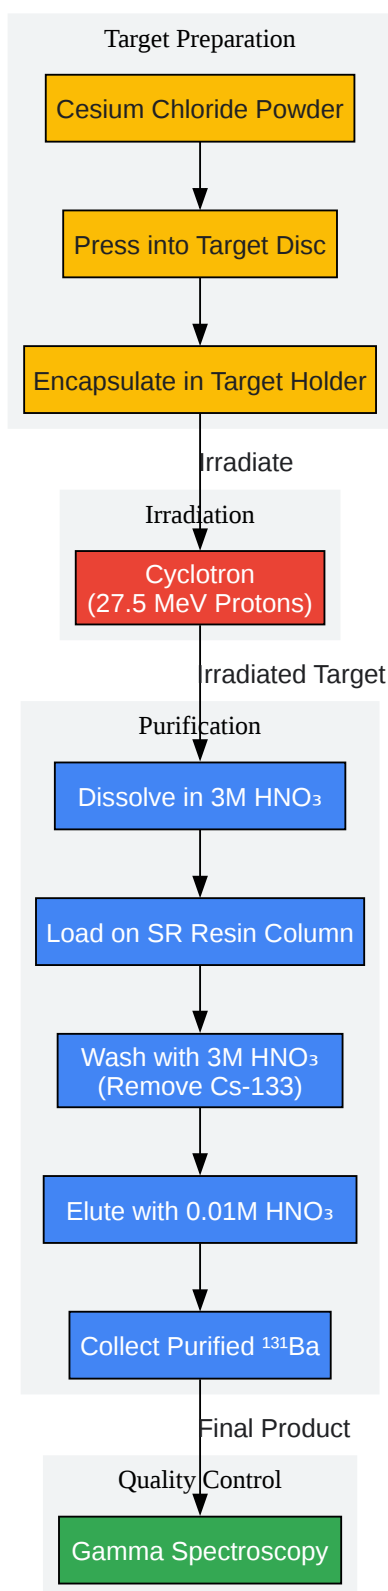 Target Preparation
Cesium Chloride Powder
Press into Target Disc
Encapsulate in Target Holder
Irradiate
Irradiation
Cyclotron
(27.5 MeV Protons)
Irradiated Target
Purification
Dissolve in 3M HNO₃
Load on SR Resin Column
Wash with 3M HNO₃
(Remove Cs-133)
Elute with 0.01M HNO₃
Collect Purified ¹³¹Ba
Final Product
Quality Control
Gamma Spectroscopy